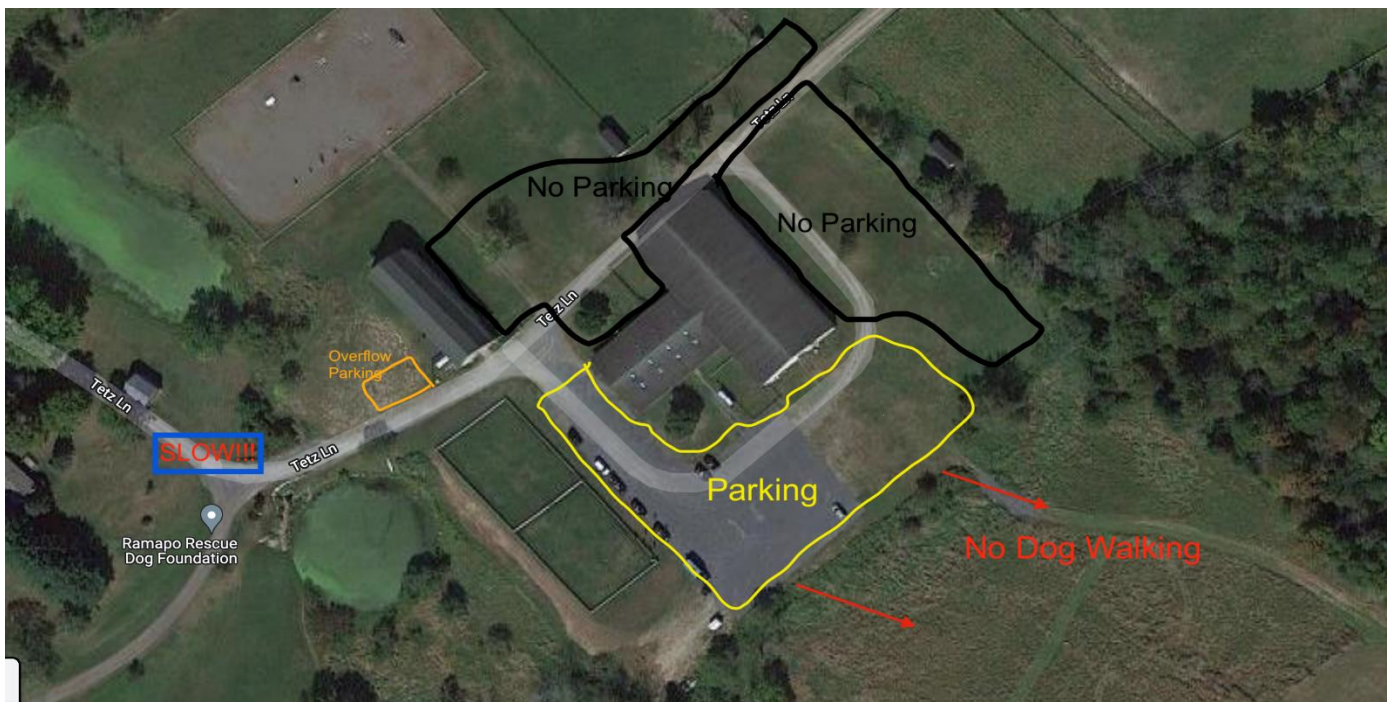 Tetz Ln
No Parking
No Parking
Tetz Ln
Overflow
Parking
Tetz Ln
SLOW!!!
Tetz Ln
Parking
Ramapo Rescue
Dog Foundation
No Dog Walking